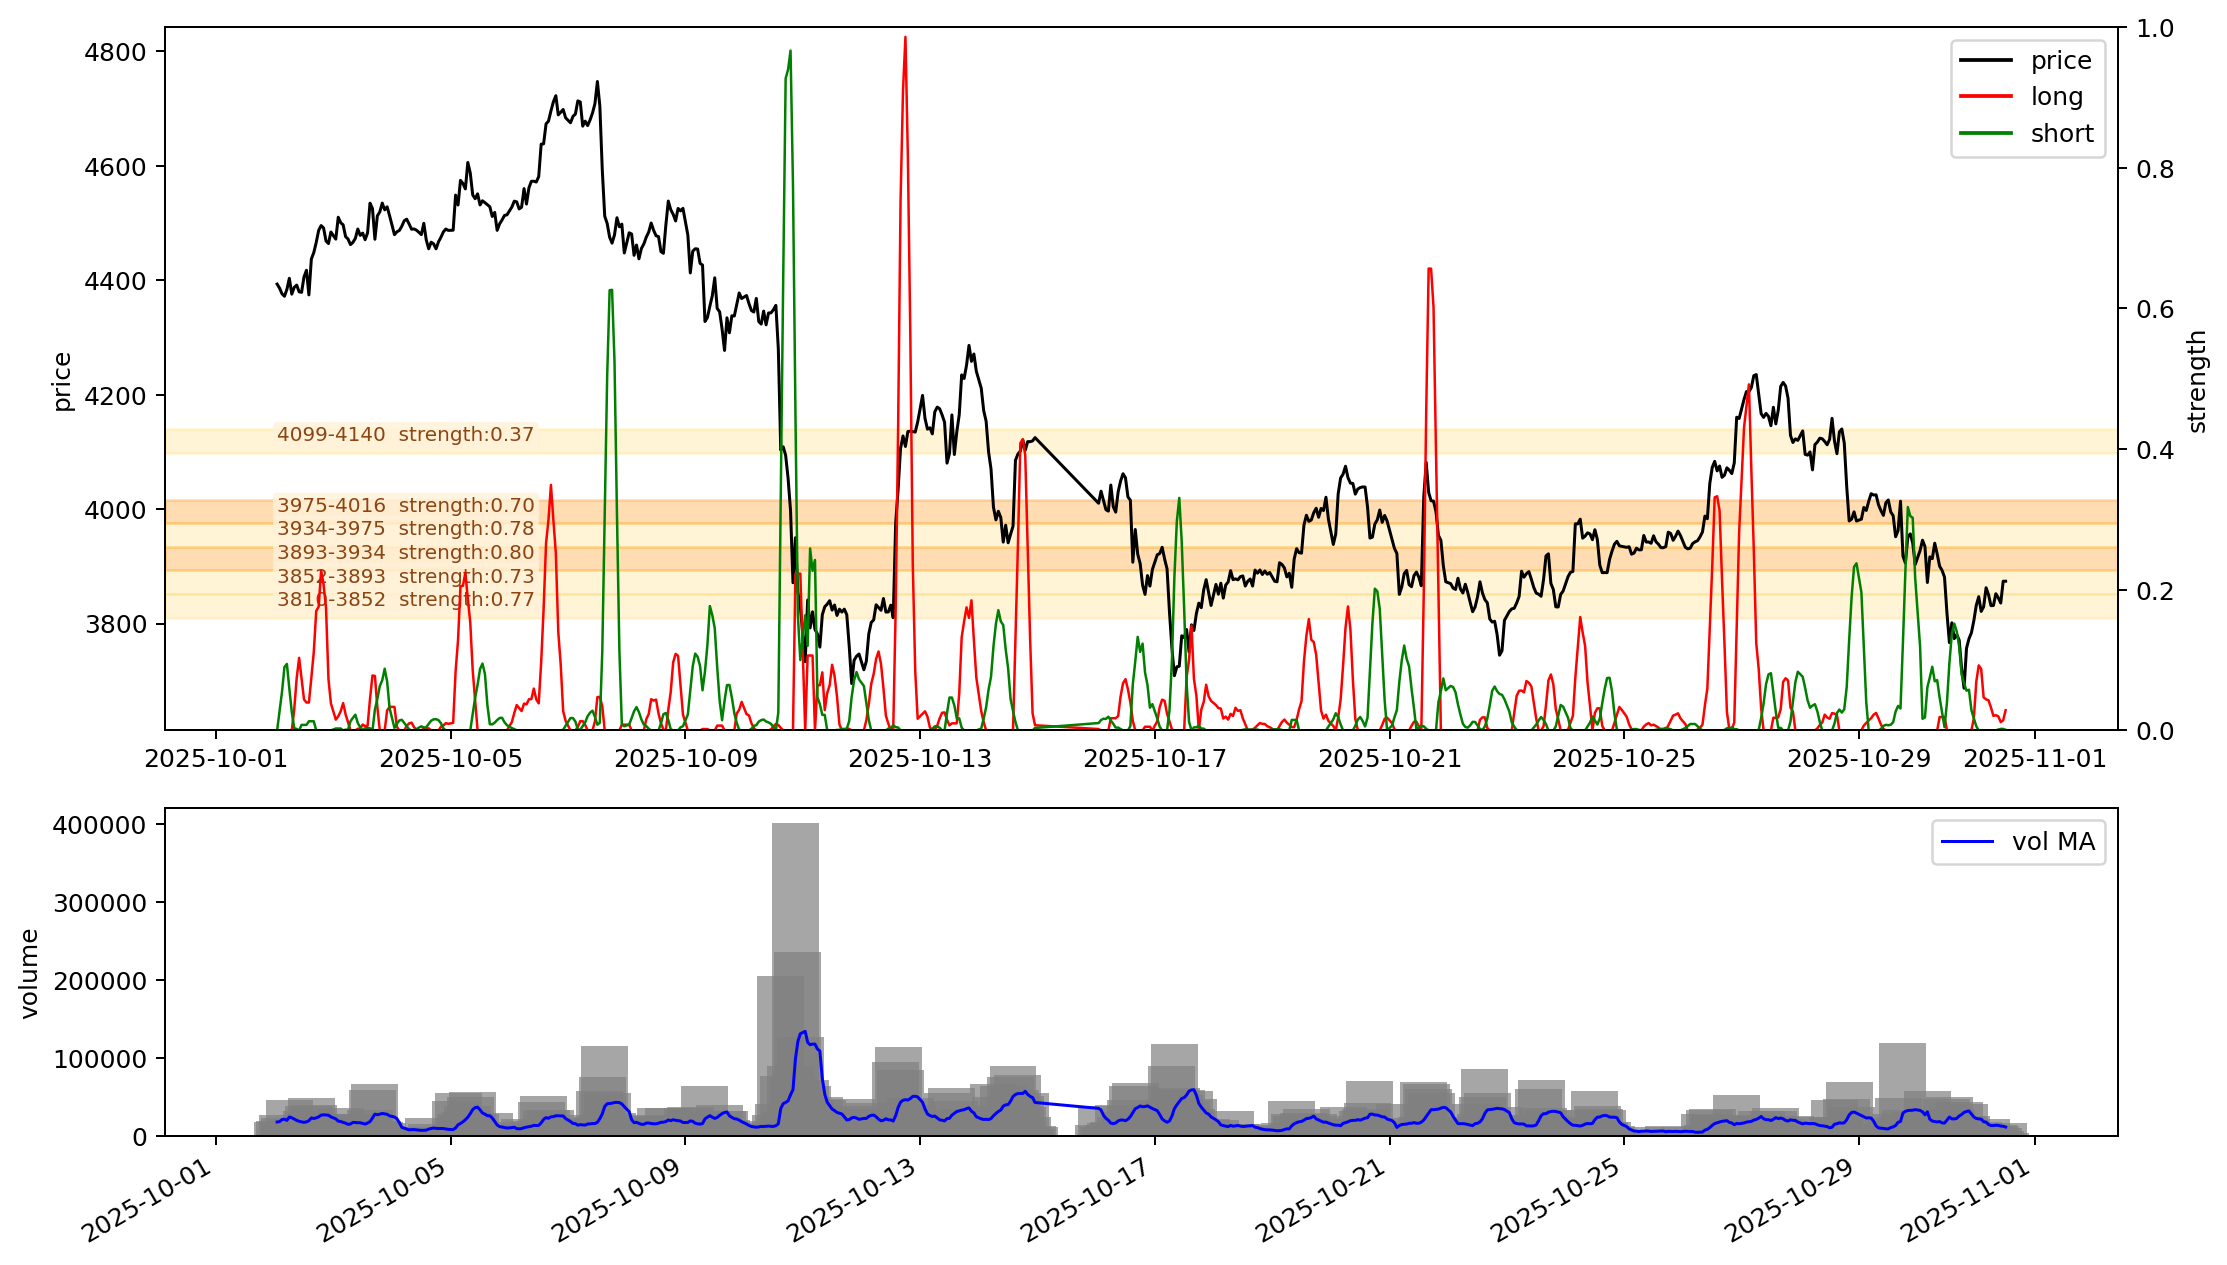 4800
4600
4400
4200
4000
3800
price
1.0
0.8
0.6
0.4
0.2
0.0
strength
price
long
short
4099-4140  strength:0.37
3975-4016  strength:0.70
3934-3975  strength:0.78
3893-3934  strength:0.80
3852-3893  strength:0.73
3810-3852  strength:0.77
2025-10-01 2025-10-05 2025-10-09 2025-10-13 2025-10-17 2025-10-21 2025-10-25 2025-10-29 2025-11-01
400000
300000
200000
100000
0
volume
vol MA
2025-10-01 2025-10-05 2025-10-09 2025-10-13 2025-10-17 2025-10-21 2025-10-25 2025-10-29 2025-11-01